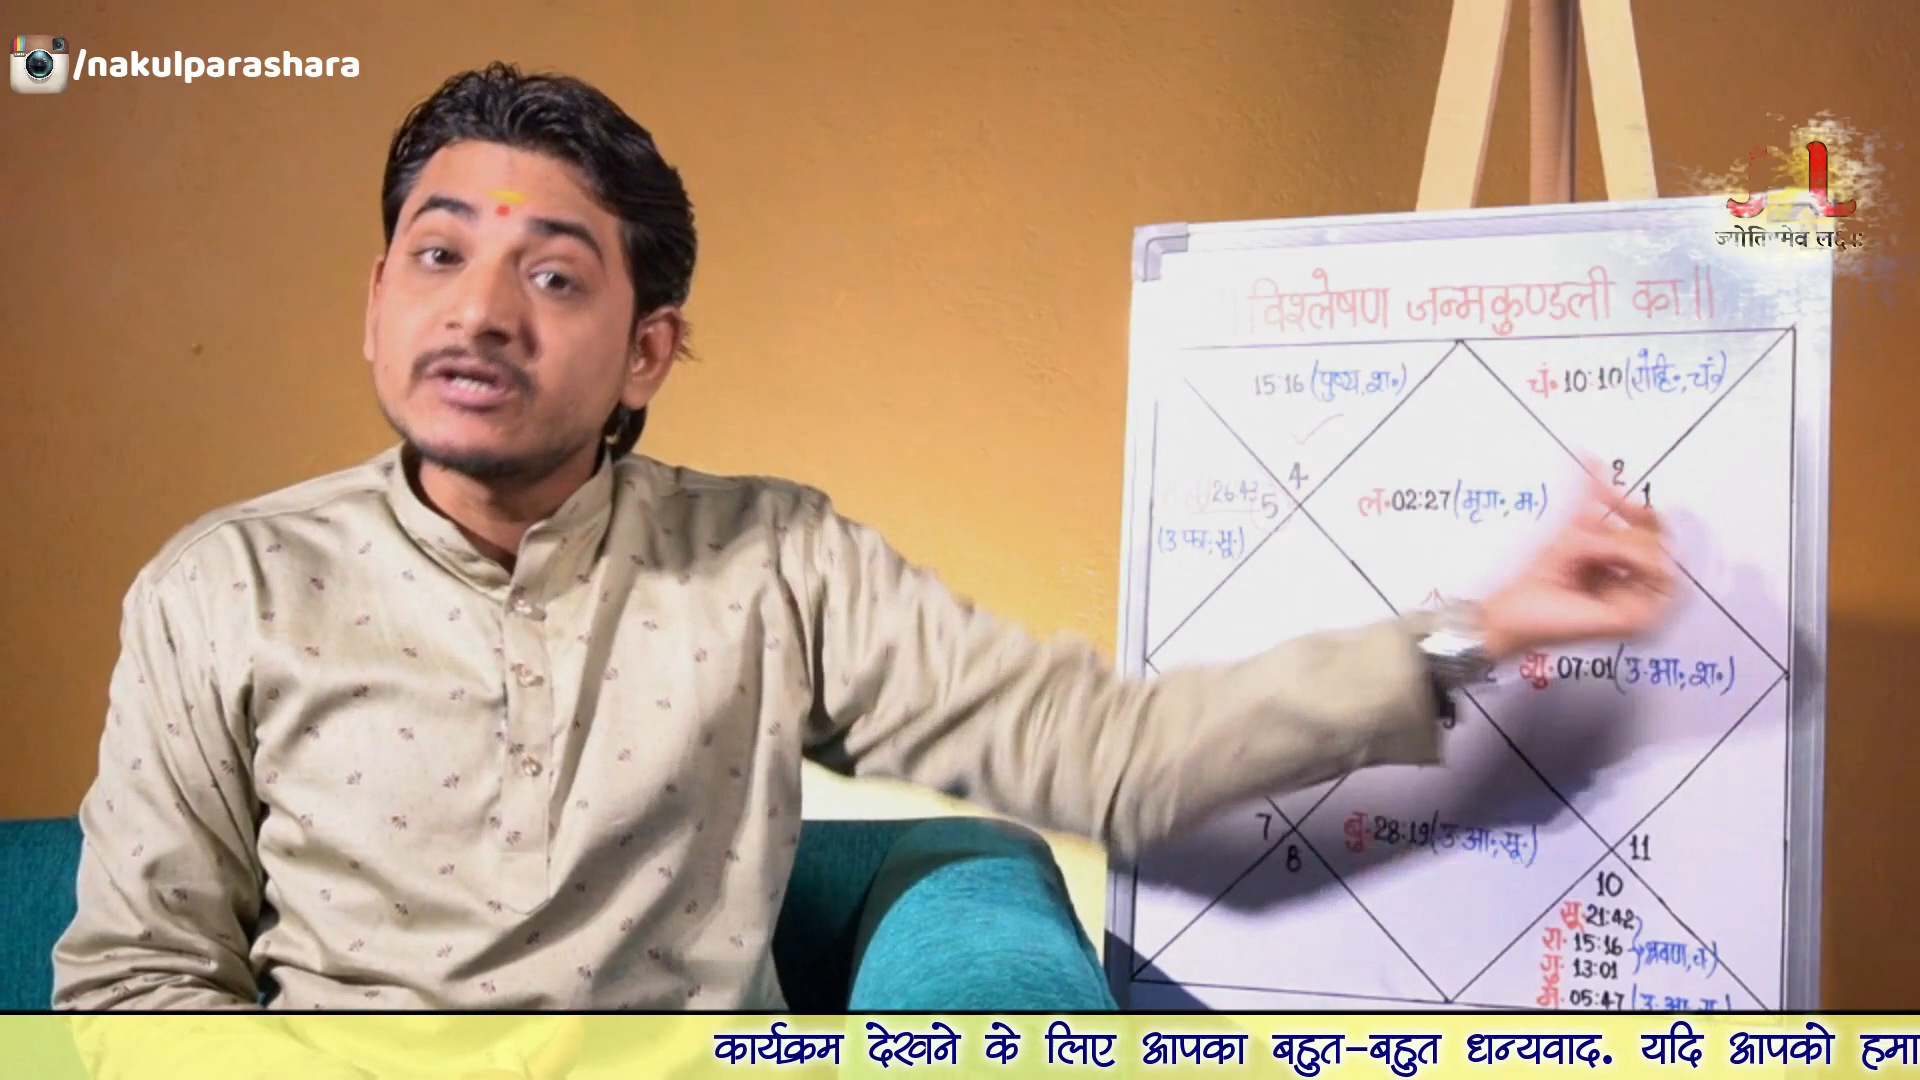 /nakulparashara
||विश्लेषण जन्मकुण्डली का||
15:16 (पुष्य, श॰)
चं॰ 10:10 (रोहि॰, चं॰)
4
2
1
26.43
5
ल॰ 02:27 (मृग॰, म॰)
(उ फा॰, सू॰)
शु॰ 07:01 (उ॰भा॰, श॰)
7
8
बु॰ 28:19 (उ॰आ॰, सू॰)
11
10
सू॰ 21:42
रा॰ 15:16
गु॰ 13:01
श्रवण, चं
मं॰ 05:47
कार्यक्रम देखने के लिए आपका बहुत-बहुत धन्यवाद. यदि आपको हमा